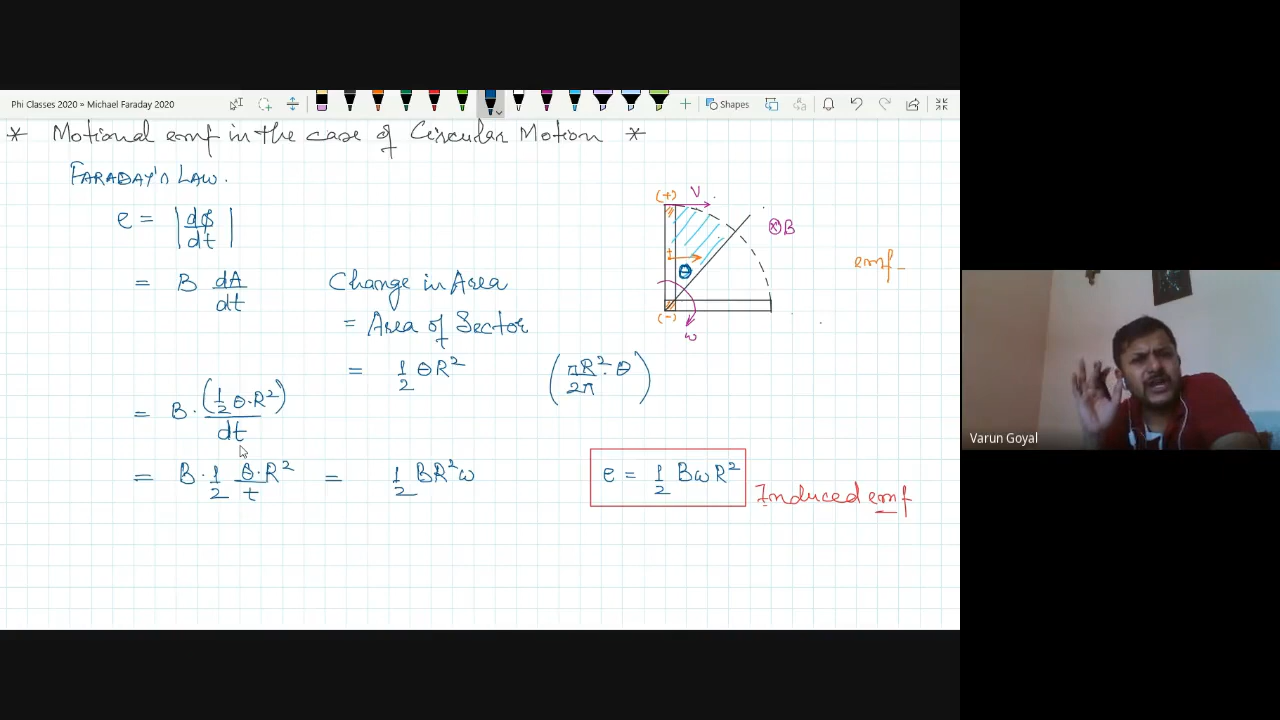 Phi Classes 2020 » Michael Faraday 2020
Shapes
* Motional emf in the case of Circular Motion *
FARADAY'S LAW.
e = |dϕ/dt|
= B dA/dt
Change in Area
= Area of Sector
= 1/2 θR² (πR²/2π · θ)
= B · (1/2 θ·R²)/dt
= B · 1/2 θ·R²/t = 1/2 BR²ω
e = 1/2 BωR²
Induced emf
(+) V
⊗B
θ
(-)
ω
emf
Varun Goyal